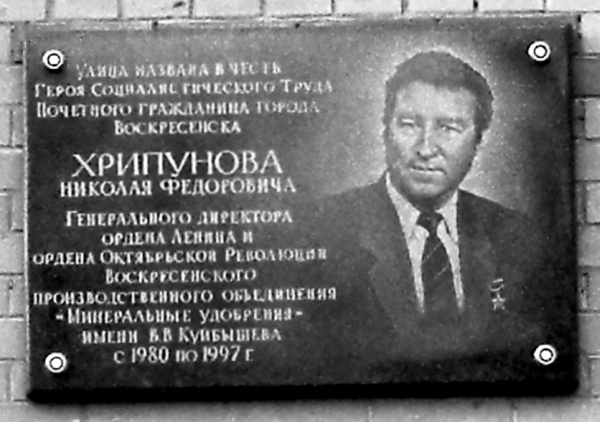 Улица названа в честь
Героя Социалистического Труда
Почетного гражданина города
Воскресенска
ХРИПУНОВА
НИКОЛАЯ ФЕДОРОВИЧА
Генерального директора
ордена Ленина и
ордена Октябрьской Революции
Воскресенского
производственного объединения
«Минеральные удобрения»
имени В.В Куйбышева
с 1980 по 1997 г.